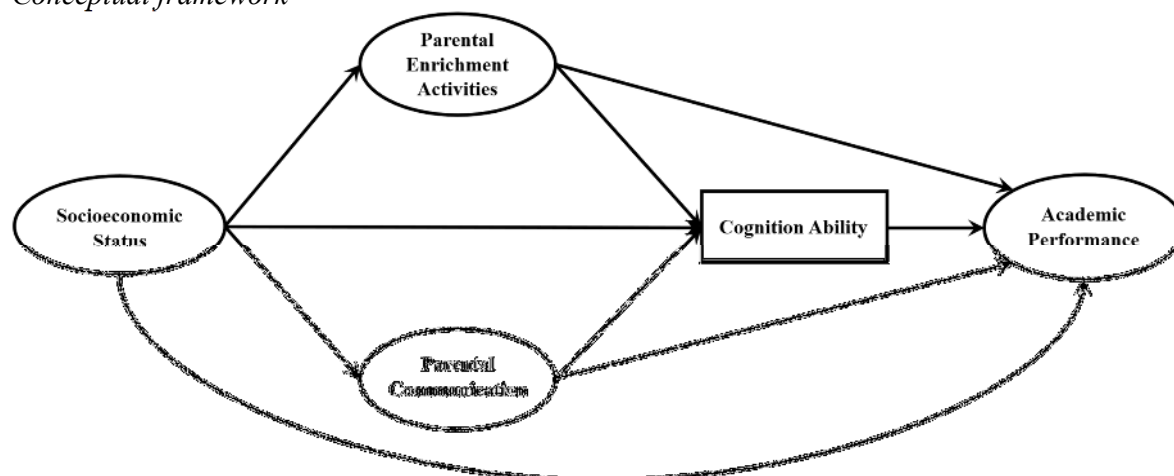 Conceptual framework
Parental
Enrichment
Activities
Socioeconomic
Status
Cognition Ability
Academic
Performance
Parental
Communication